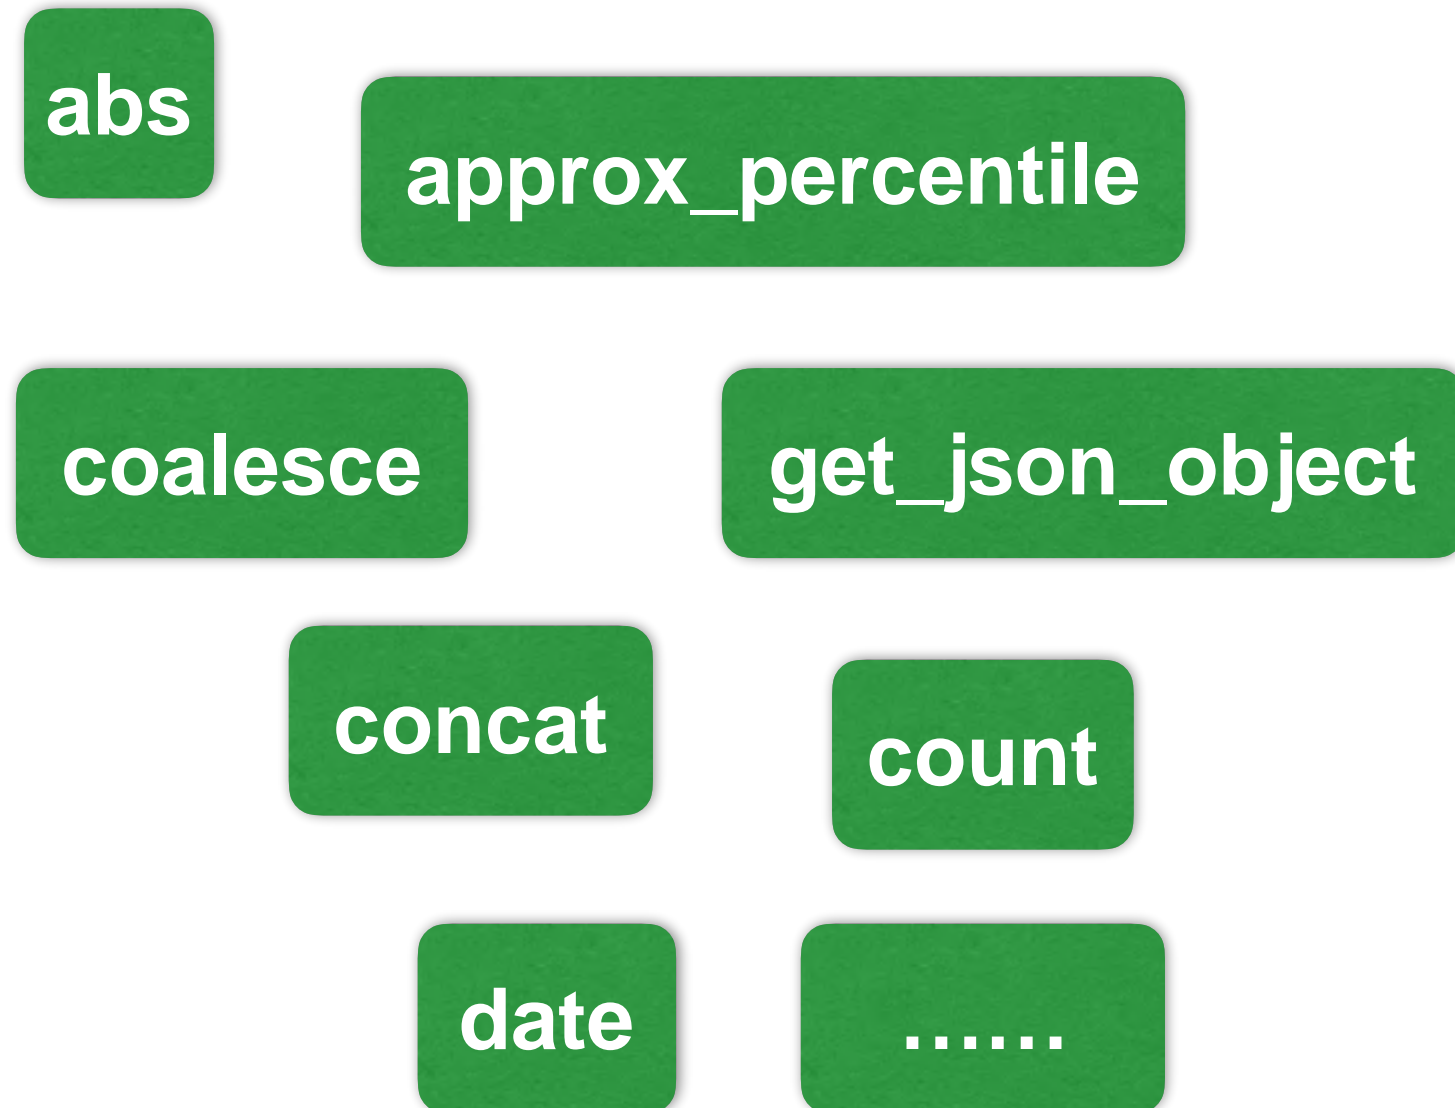 abs
approx_percentile
coalesce
get_json_object
concat
count
date
......